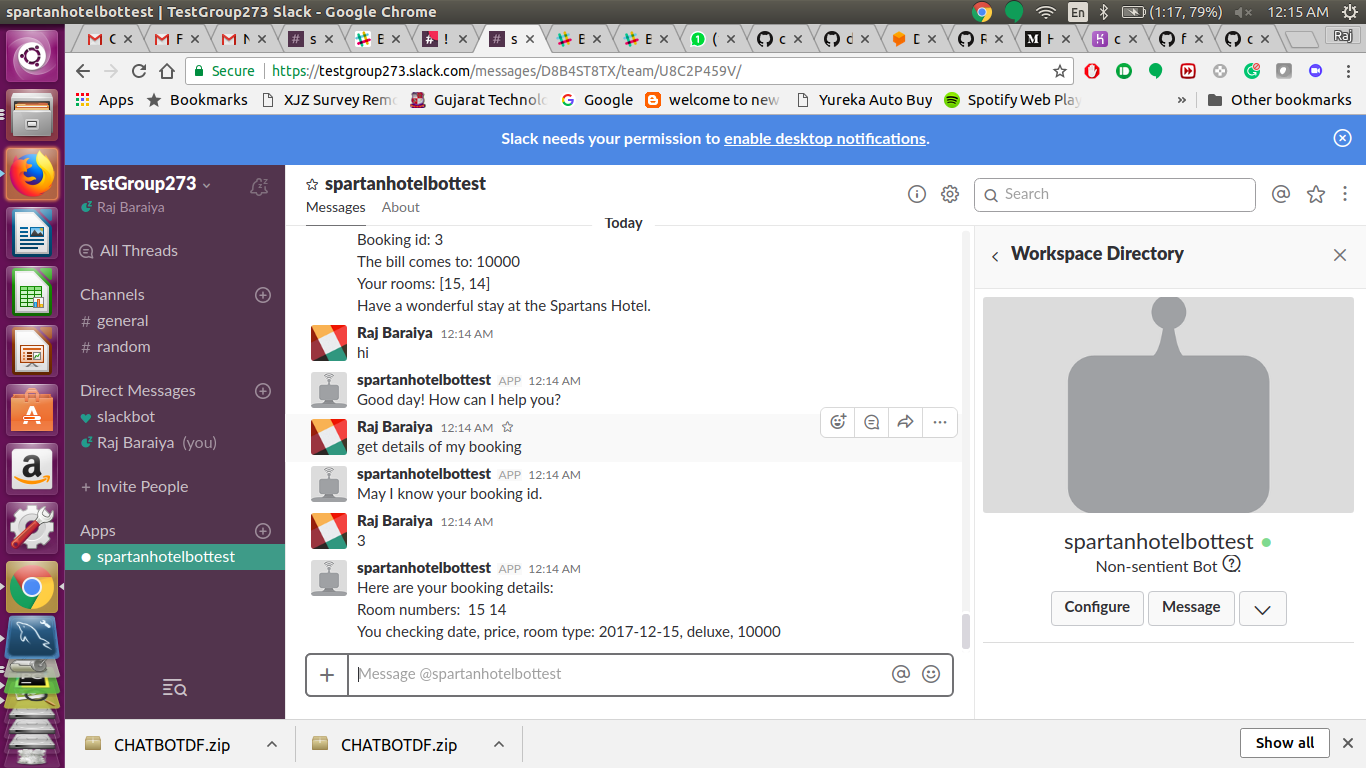 spartanhotelbottest | TestGroup273 Slack - Google Chrome
En
(1:17, 79%)
12:15 AM
Raj
Secure
https://testgroup273.slack.com/messages/D8B4ST8TX/team/U8C2P459V/
Apps
Bookmarks
XJZ Survey Remo
Gujarat Technolo
Google
welcome to new
Yureka Auto Buy
Spotify Web Play
»
Other bookmarks
Slack needs your permission to enable desktop notifications.
TestGroup273
Raj Baraiya
All Threads
Channels
# general
# random
Direct Messages
slackbot
Raj Baraiya (you)
+ Invite People
Apps
spartanhotelbottest
spartanhotelbottest
Messages
About
Search
Today
Booking id: 3
The bill comes to: 10000
Your rooms: [15, 14]
Have a wonderful stay at the Spartans Hotel.
Raj Baraiya 12:14 AM
hi
spartanhotelbottest APP 12:14 AM
Good day! How can I help you?
Raj Baraiya 12:14 AM
get details of my booking
spartanhotelbottest APP 12:14 AM
May I know your booking id.
Raj Baraiya 12:14 AM
3
spartanhotelbottest APP 12:14 AM
Here are your booking details:
Room numbers: 15 14
You checking date, price, room type: 2017-12-15, deluxe, 10000
Message @spartanhotelbottest
Workspace Directory
spartanhotelbottest
Non-sentient Bot
Configure
Message
CHATBOTDF.zip
CHATBOTDF.zip
Show all